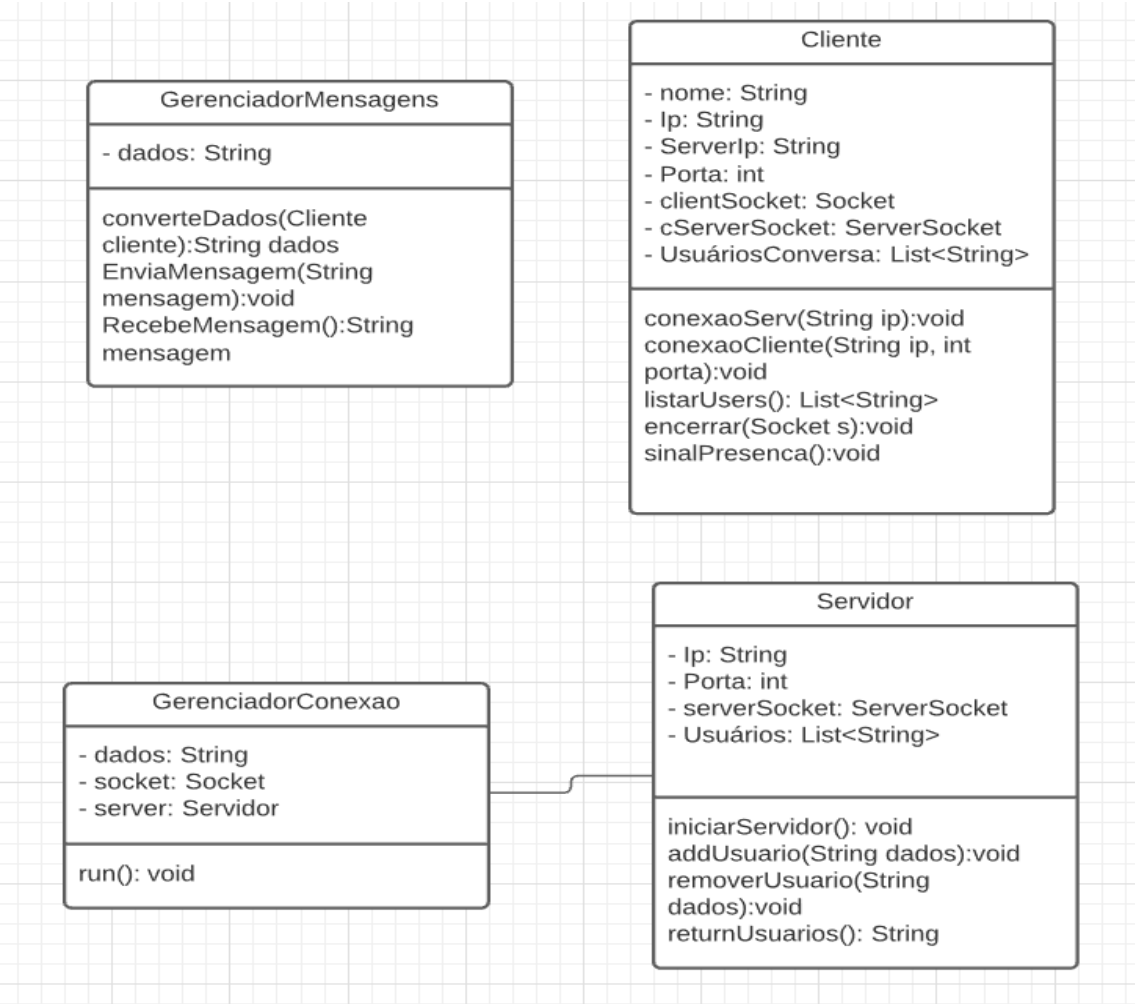 GerenciadorMensagens
- dados: String
converteDados(Cliente
cliente):String dados
EnviaMensagem(String
mensagem):void
RecebeMensagem():String
mensagem
Cliente
- nome: String
- Ip: String
- ServerIp: String
- Porta: int
- clientSocket: Socket
- cServerSocket: ServerSocket
- UsuáriosConversa: List<String>
conexaoServ(String ip):void
conexaoCliente(String ip, int
porta):void
listarUsers(): List<String>
encerrar(Socket s):void
sinalPresenca():void
GerenciadorConexao
- dados: String
- socket: Socket
- server: Servidor
run(): void
Servidor
- Ip: String
- Porta: int
- serverSocket: ServerSocket
- Usuários: List<String>
iniciarServidor(): void
addUsuario(String dados):void
removerUsuario(String
dados):void
returnUsuarios(): String